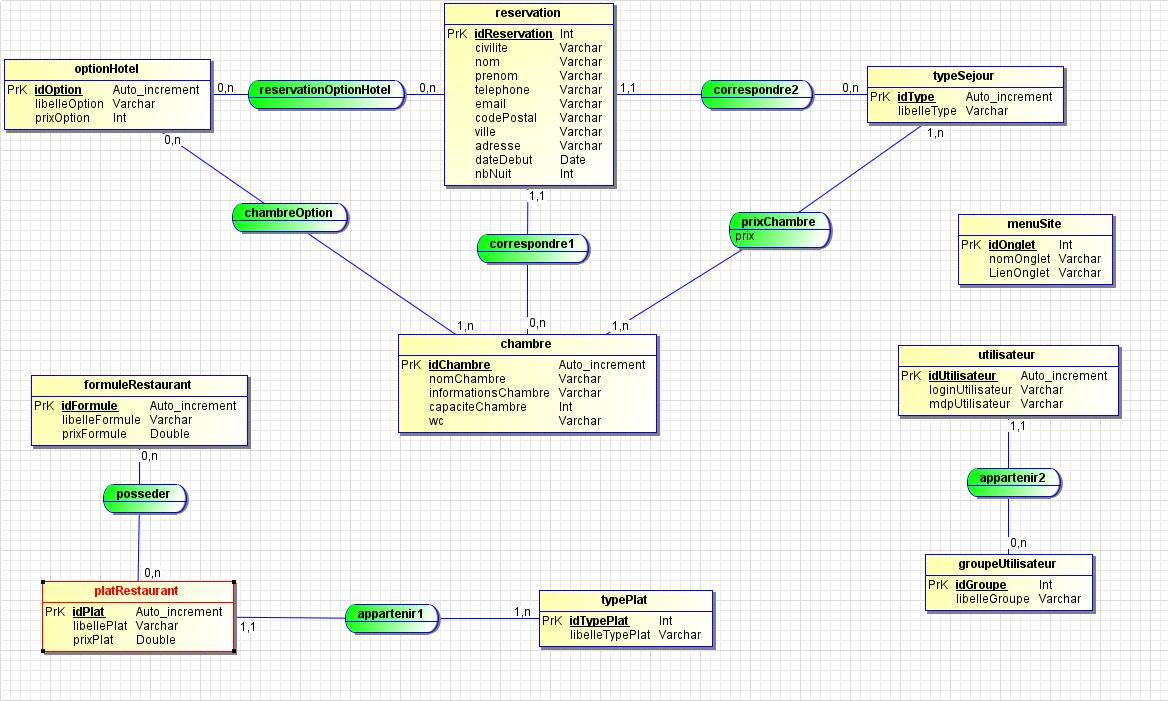 reservation
PrK idReservation Int
civilite Varchar
nom Varchar
prenom Varchar
telephone Varchar
email Varchar
codePostal Varchar
ville Varchar
adresse Varchar
dateDebut Date
nbNuit Int
optionHotel
PrK idOption Auto_increment
libelleOption Varchar
prixOption Int
0,n
reservationOptionHotel
0,n
1,1
correspondre2
0,n
typeSejour
PrK idType Auto_increment
libelleType Varchar
0,n
chambreOption
1,n
1,1
correspondre1
0,n
1,n
prixChambre
prix
1,n
menuSite
PrK idOnglet Int
nomOnglet Varchar
LienOnglet Varchar
chambre
PrK idChambre Auto_increment
nomChambre Varchar
informationsChambre Varchar
capaciteChambre Int
wc Varchar
utilisateur
PrK idUtilisateur Auto_increment
loginUtilisateur Varchar
mdpUtilisateur Varchar
1,1
appartenir2
0,n
groupeUtilisateur
PrK idGroupe Int
libelleGroupe Varchar
formuleRestaurant
PrK idFormule Auto_increment
libelleFormule Varchar
prixFormule Double
0,n
posseder
0,n
platRestaurant
PrK idPlat Auto_increment
libellePlat Varchar
prixPlat Double
1,1
appartenir1
1,n
typePlat
PrK idTypePlat Int
libelleTypePlat Varchar